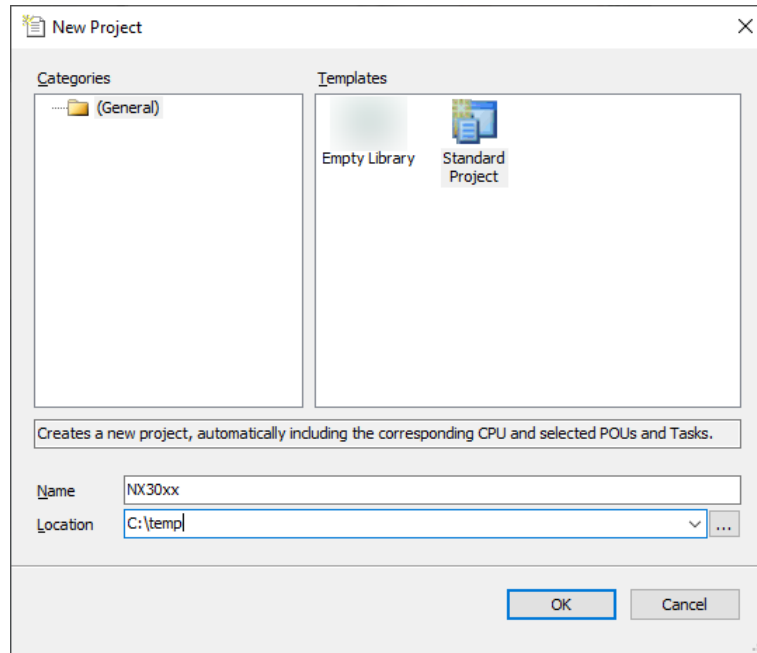 New Project
Categories
Templates
(General)
Empty Library
Standard
Project
Creates a new project, automatically including the corresponding CPU and selected POUs and Tasks.
Name
NX30xx
Location
C:\temp
...
OK
Cancel